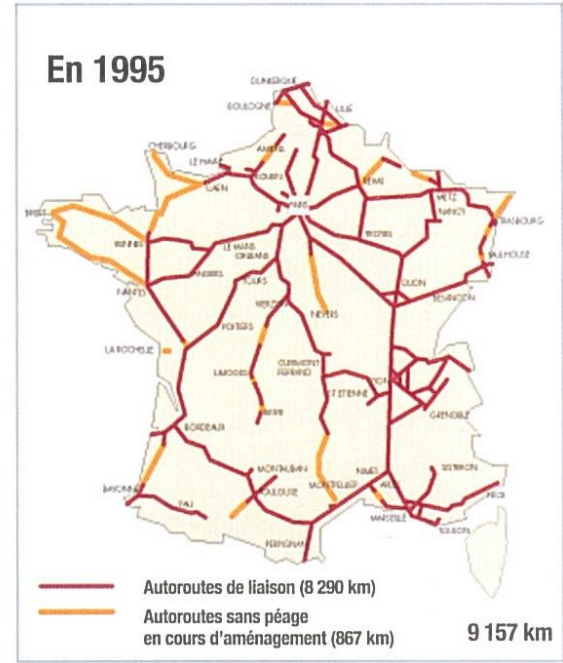 En 1995
DUNKERQUE
BOULOGNE
LILLE
CHERBOURG
AMIENS
LE HAVRE
ROUEN
REIMS
CAEN
METZ
PARIS
NANCY
STRASBOURG
BREST
TROYES
RENNES
LE MANS
MULHOUSE
ORLEANS
ANGERS
DIJON
TOURS
BESANCON
NANTES
VIERZON
NEVERS
POITIERS
LA ROCHELLE
CLERMONT
FERRAND
LIMOGES
LYON
ST ETIENNE
BRIVE
GRENOBLE
BORDEAUX
MONTAUBAN
NIMES
SISTERON
BAYONNE
TOULOUSE
MONTPELLIER
ARLES
NICE
PAU
MARSEILLE
TOULON
PERPIGNAN
Autoroutes de liaison (8 290 km)
Autoroutes sans péage
en cours d'aménagement (867 km)
9 157 km